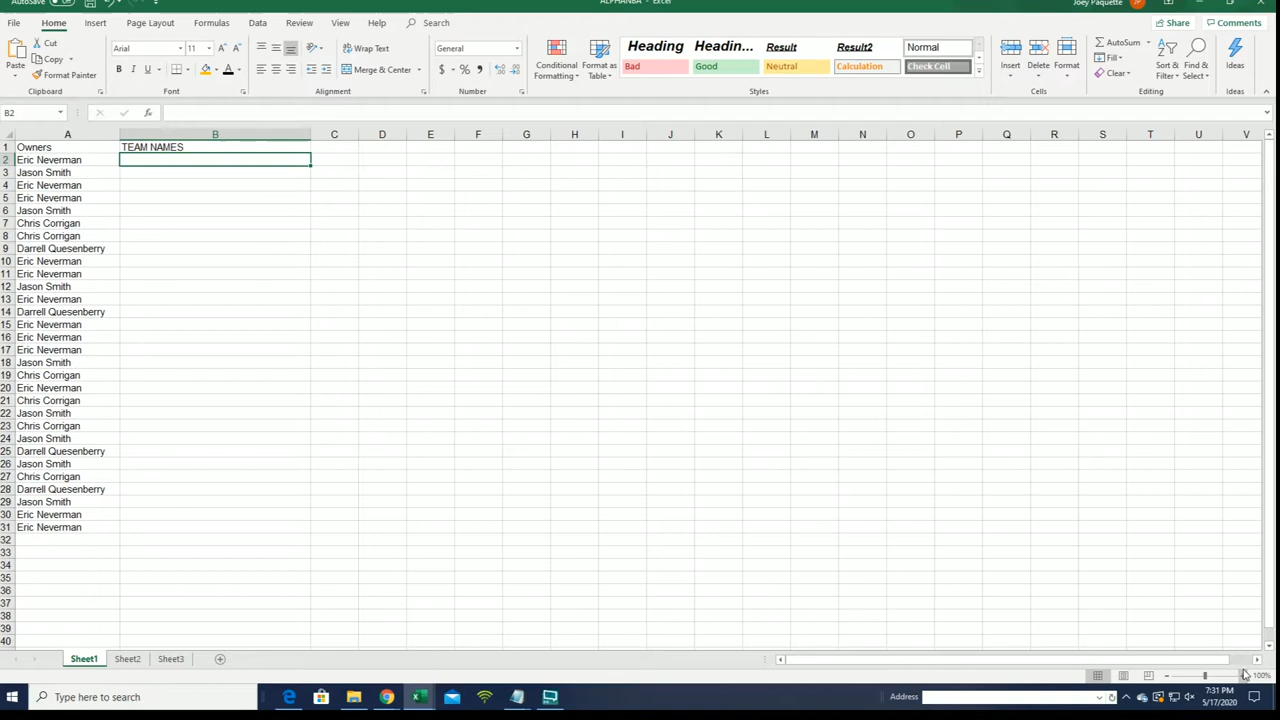 AutoSave Off ALPHANBA - Excel Joey Paquette JP
File Home Insert Page Layout Formulas Data Review View Help Search Share Comments
Paste Cut Copy Format Painter Clipboard
Arial 11 A A B I U A Font
ab Wrap Text Merge & Center Alignment
General $ % , Number
Conditional Formatting Format as Table
Heading Headin... Result Result2 Normal
Bad Good Neutral Calculation Check Cell
Styles
Insert Delete Format Cells
AutoSum Fill Clear Sort & Filter Find & Select Editing
Ideas Ideas
B2 fx
A B C D E F G H I J K L M N O P Q R S T U V
1 Owners TEAM NAMES
2 Eric Neverman
3 Jason Smith
4 Eric Neverman
5 Eric Neverman
6 Jason Smith
7 Chris Corrigan
8 Chris Corrigan
9 Darrell Quesenberry
10 Eric Neverman
11 Eric Neverman
12 Jason Smith
13 Eric Neverman
14 Darrell Quesenberry
15 Eric Neverman
16 Eric Neverman
17 Eric Neverman
18 Jason Smith
19 Chris Corrigan
20 Eric Neverman
21 Chris Corrigan
22 Jason Smith
23 Chris Corrigan
24 Jason Smith
25 Darrell Quesenberry
26 Jason Smith
27 Chris Corrigan
28 Darrell Quesenberry
29 Jason Smith
30 Eric Neverman
31 Eric Neverman
32
33
34
35
36
37
38
39
40
Sheet1 Sheet2 Sheet3
100%
Type here to search Address 7:31 PM
5/17/2020